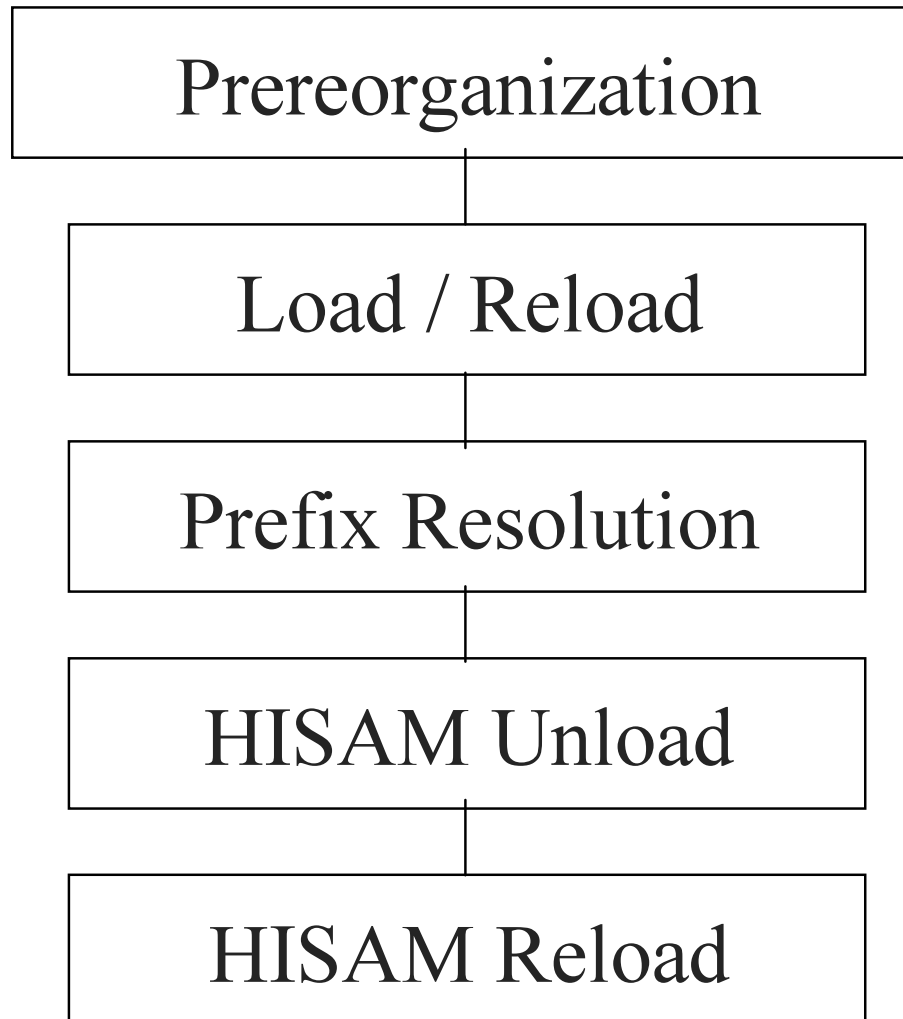 Prereorganization
Load / Reload
Prefix Resolution
HISAM Unload
HISAM Reload